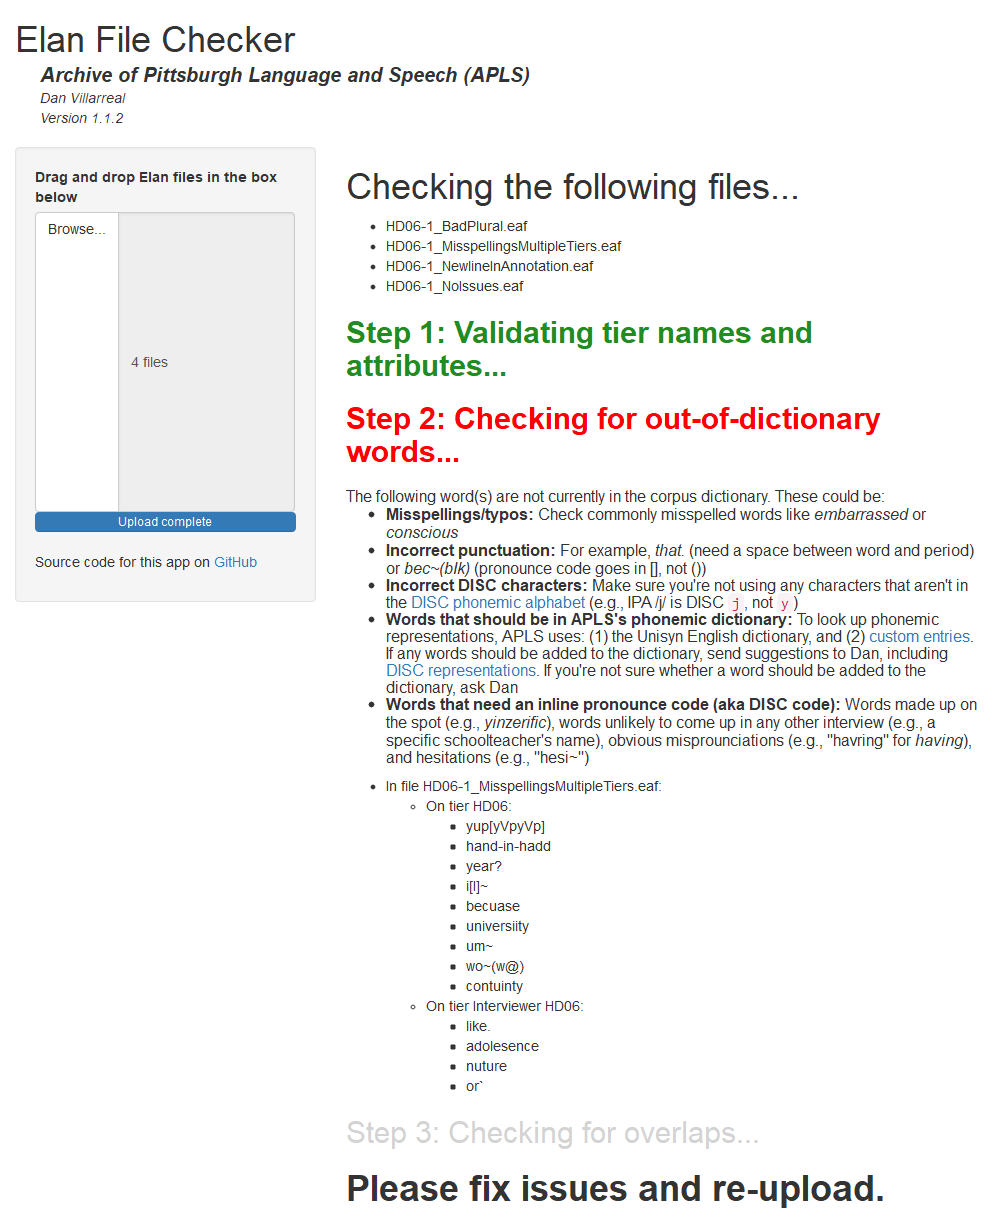 Elan File Checker
Archive of Pittsburgh Language and Speech (APLS)
Dan Villarreal
Version 1.1.2
Drag and drop Elan files in the box
below
Browse...
4 files
Upload complete
Source code for this app on GitHub
Checking the following files...
HD06-1_BadPlural.eaf
HD06-1_MisspellingsMultipleTiers.eaf
HD06-1_NewlineInAnnotation.eaf
HD06-1_NoIssues.eaf
Step 1: Validating tier names and
attributes...
Step 2: Checking for out-of-dictionary
words...
The following word(s) are not currently in the corpus dictionary. These could be:
Misspellings/typos: Check commonly misspelled words like embarrassed or
conscious
Incorrect punctuation: For example, that. (need a space between word and period)
or bec~(bIk) (pronounce code goes in [], not ())
Incorrect DISC characters: Make sure you're not using any characters that aren't in
the DISC phonemic alphabet (e.g., IPA /j/ is DISC j, not y)
Words that should be in APLS's phonemic dictionary: To look up phonemic
representations, APLS uses: (1) the Unisyn English dictionary, and (2) custom entries.
If any words should be added to the dictionary, send suggestions to Dan, including
DISC representations. If you're not sure whether a word should be added to the
dictionary, ask Dan
Words that need an inline pronounce code (aka DISC code): Words made up on
the spot (e.g., yinzerific), words unlikely to come up in any other interview (e.g., a
specific schoolteacher's name), obvious misprounciations (e.g., "havring" for having),
and hesitations (e.g., "hesi~")
In file HD06-1_MisspellingsMultipleTiers.eaf:
On tier HD06:
yup[yVpyVp]
hand-in-hadd
year?
i[I]~
becuase
universiity
um~
wo~(w@)
contuinty
On tier Interviewer HD06:
like.
adolesence
nuture
or`
Step 3: Checking for overlaps...
Please fix issues and re-upload.